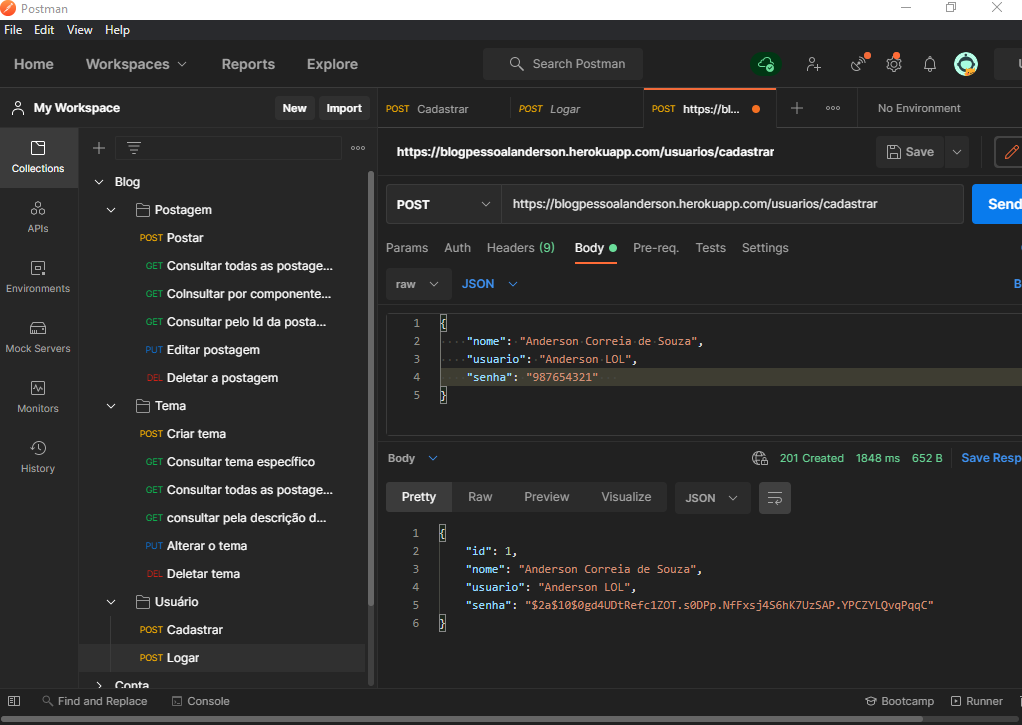 Postman
File Edit View Help
Home Workspaces Reports Explore Search Postman
My Workspace New Import POST Cadastrar POST Logar POST https://bl... No Environment
Collections
APIs
Environments
Mock Servers
Monitors
History
Blog
Postagem
POST Postar
GET Consultar todas as postage...
GET Colnsultar por componente...
GET Consultar pelo Id da posta...
PUT Editar postagem
DEL Deletar a postagem
Tema
POST Criar tema
GET Consultar tema específico
GET Consultar todas as postage...
GET consultar pela descrição d...
PUT Alterar o tema
DEL Deletar tema
Usuário
POST Cadastrar
POST Logar
Conta
https://blogpessoalanderson.herokuapp.com/usuarios/cadastrar Save
POST https://blogpessoalanderson.herokuapp.com/usuarios/cadastrar Send
Params Auth Headers (9) Body Pre-req. Tests Settings
raw JSON B
1 {
2 "nome": "Anderson Correia de Souza",
3 "usuario": "Anderson LOL",
4 "senha": "987654321"
5 }
Body 201 Created 1848 ms 652 B Save Resp
Pretty Raw Preview Visualize JSON
1 {
2 "id": 1,
3 "nome": "Anderson Correia de Souza",
4 "usuario": "Anderson LOL",
5 "senha": "$2a$10$0gd4UDtRefc1ZOT.s0DPp.NfFxsj4S6hK7UzSAP.YPCZYLQvqPqqC"
6 }
Find and Replace Console Bootcamp Runner